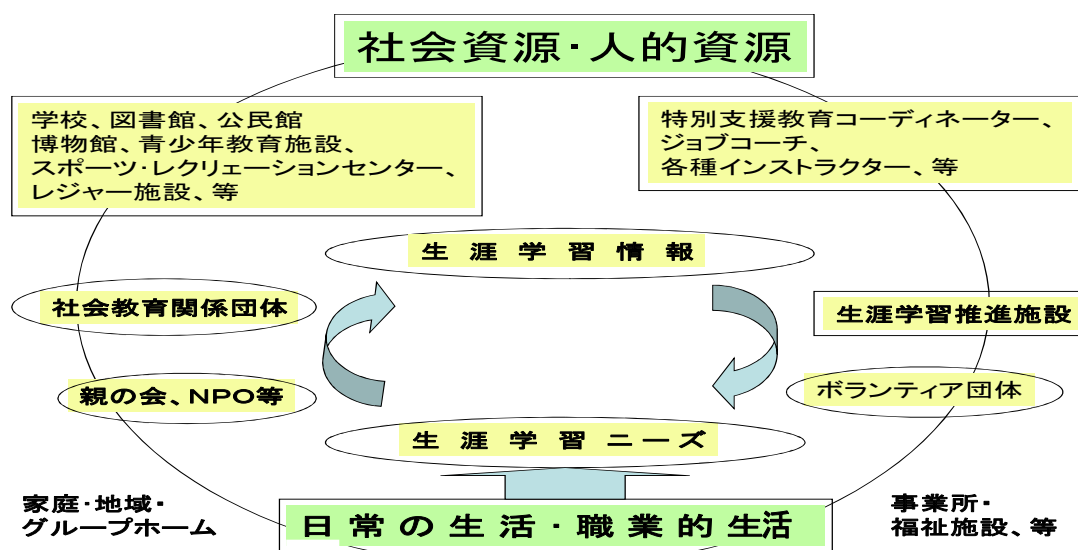 社会資源・人的資源
学校、図書館、公民館
博物館、青少年教育施設、
スポーツ・レクリェーションセンター、
レジャー施設、等
特別支援教育コーディネーター、
ジョブコーチ、
各種インストラクター、等
生涯学習情報
社会教育関係団体
生涯学習推進施設
親の会、NPO等
ボランティア団体
生涯学習ニーズ
家庭・地域・
グループホーム
日常の生活・職業的生活
事業所・
福祉施設、等